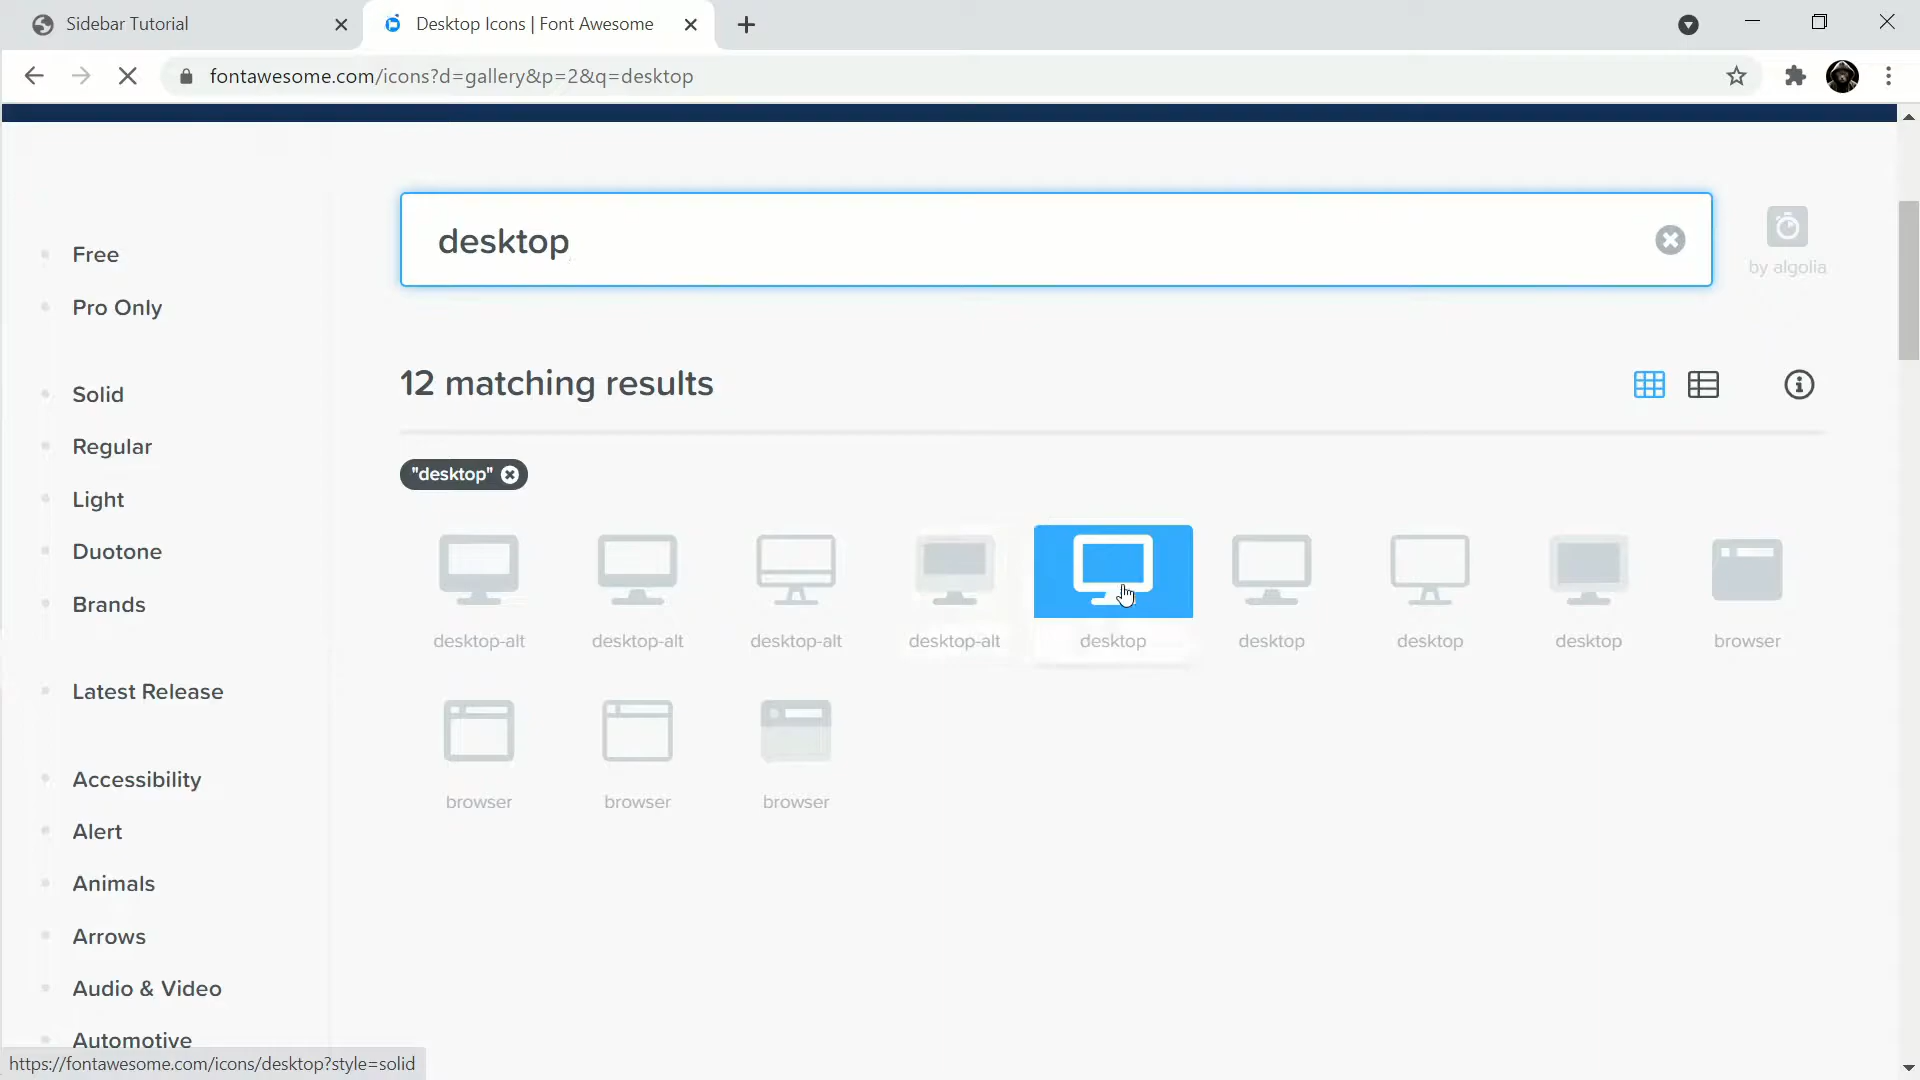 Sidebar Tutorial
Desktop Icons | Font Awesome
fontawesome.com/icons?d=gallery&p=2&q=desktop
desktop
by algolia
Free
Pro Only
Solid
Regular
Light
Duotone
Brands
Latest Release
Accessibility
Alert
Animals
Arrows
Audio & Video
Automotive
12 matching results
"desktop"
desktop-alt desktop-alt desktop-alt desktop-alt desktop desktop desktop desktop browser
browser browser browser
https://fontawesome.com/icons/desktop?style=solid